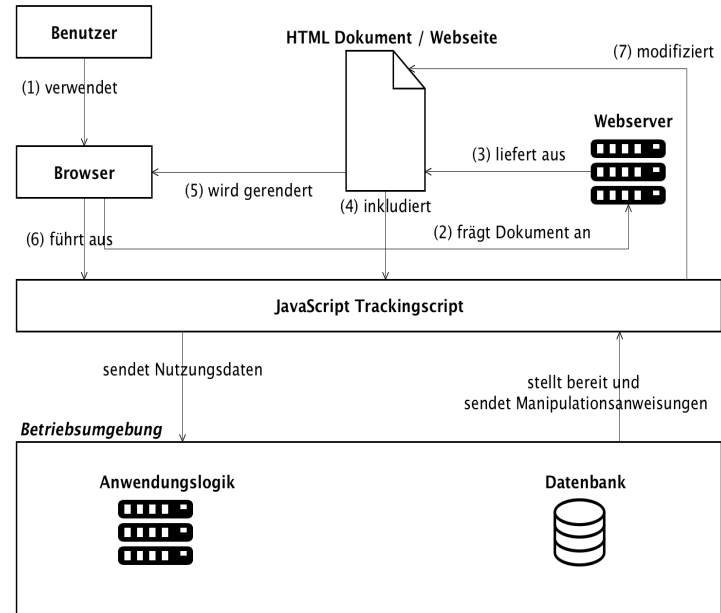 Benutzer
HTML Dokument / Webseite
(7) modifiziert
(1) verwendet
Webserver
(3) liefert aus
Browser
(5) wird gerendert
(4) inkludiert
(6) führt aus
(2) frägt Dokument an
JavaScript Trackingscript
sendet Nutzungsdaten
stellt bereit und
sendet Manipulationsanweisungen
Betriebsumgebung
Anwendungslogik
Datenbank